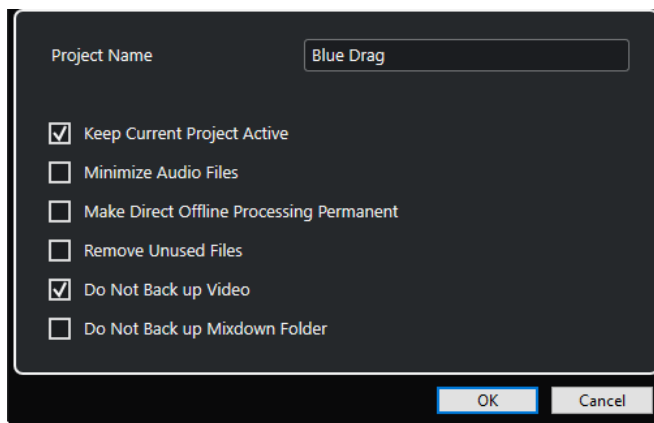 Project Name
Blue Drag
Keep Current Project Active
Minimize Audio Files
Make Direct Offline Processing Permanent
Remove Unused Files
Do Not Back up Video
Do Not Back up Mixdown Folder
OK
Cancel